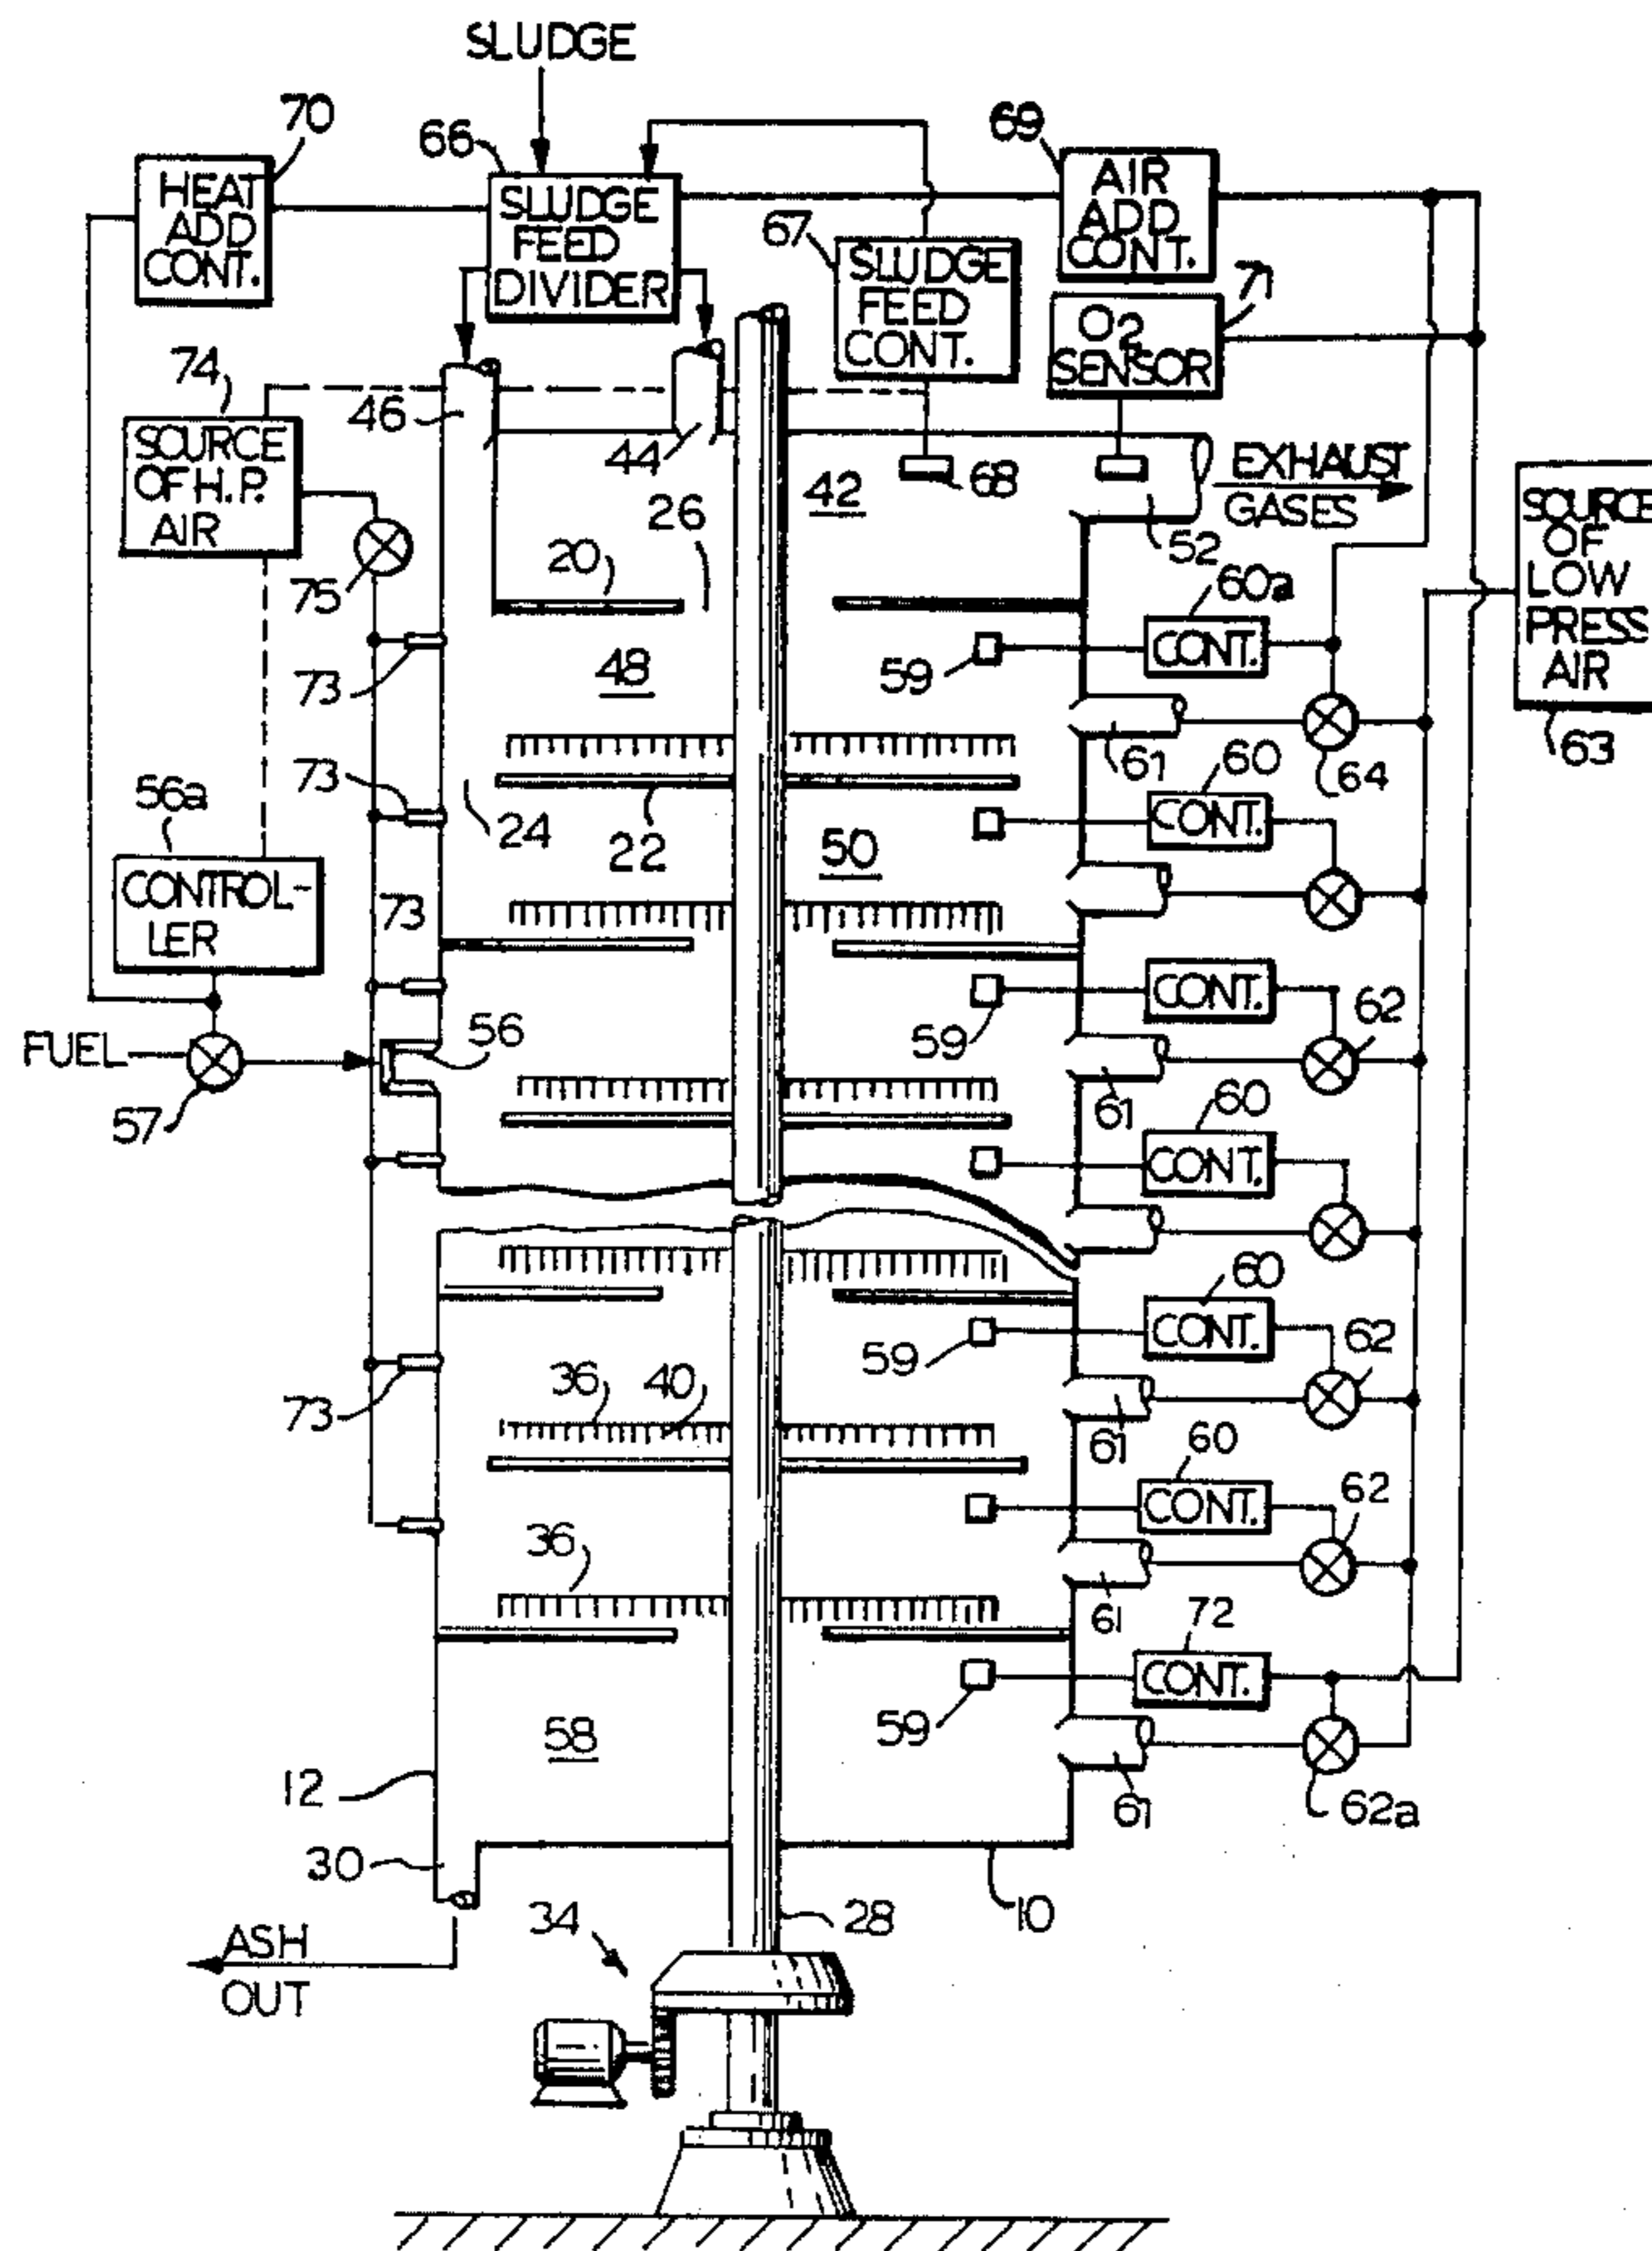 SLUDGE
70
66
69
HEAT
ADD
CONT.
SLUDGE
FEED
DIVIDER
AIR
ADD
CONT.
67
SLUDGE
FEED
CONT.
71
O2
SENSOR
74
46
44
SOURCE
OF H.P.
AIR
42
68
EXHAUST
GASES
SOURCE
OF
LOW
PRESS
AIR
26
52
20
75
60a
CONT.
59
48
73
61
64
63
73
60
CONT.
56a
24
22
50
CONTROL-
LER
73
CONT.
62
59
FUEL
56
57
61
60
CONT.
60
CONT.
62
59
36
40
73
61
60
CONT.
62
36
61
72
CONT.
59
58
12
61
62a
30
10
34
28
ASH
OUT